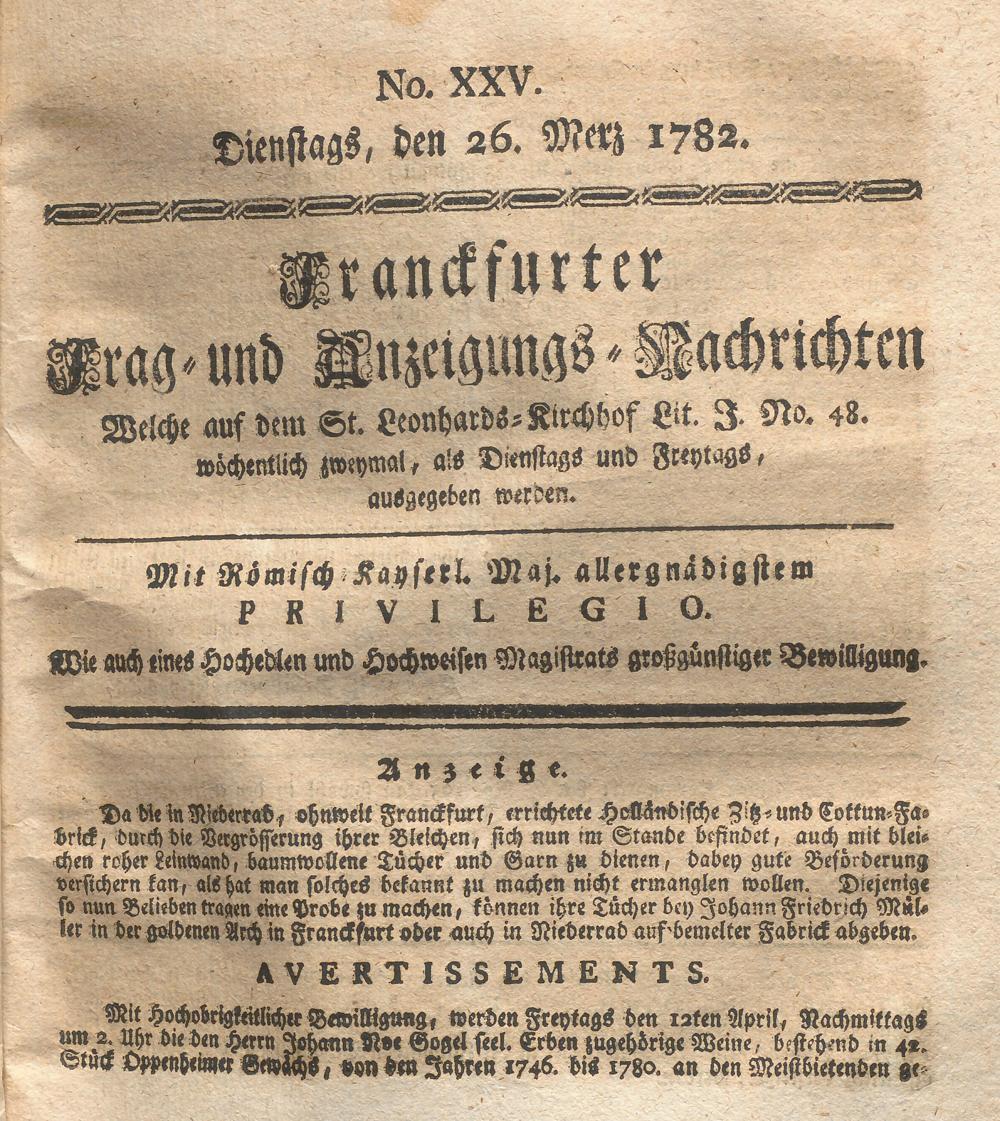 No. XXV.
Dienstags, den 26. Merz 1782.
Franckfurter
Frag- und Anzeigungs-Nachrichten
Welche auf dem St. Leonhards-Kirchhof Lit. J. No. 48.
wöchentlich zweymal, als Dienstags und Freytags,
ausgegeben werden.
Mit Römisch Kayserl. Maj. allergnädigstem
PRIVILEGIO.
Wie auch eines Hochedlen und Hochweisen Magistrats großgünstiger Bewilligung.
Anzeige.
Da die in Niederrad, ohnweit Franckfurt, errichtete Holländische Zitz- und Cottun-Fa-
brick, durch die Vergrösserung ihrer Bleichen, sich nun im Stande befindet, auch mit blei-
chen roher Leinwand, baumwollene Tücher und Garn zu dienen, dabey gute Beförderung
versichern kan, als hat man solches bekannt zu machen nicht ermanglen wollen. Diejenige
so nun Belieben tragen eine Probe zu machen, können ihre Tücher bey Johann Friedrich Mül-
ler in der goldenen Arch in Franckfurt oder auch in Niederrad auf bemelter Fabrick abgeben.
AVERTISSEMENTS.
Mit Hochobrigkeitlicher Bewilligung, werden Freytags den 12ten April, Nachmittags
um 2. Uhr die den Herrn Johann Noe Gogel seel. Erben zugehörige Weine, bestehend in 42.
Stück Oppenheimer Gewächs, von den Jahren 1746. bis 1780. an den Meistbietenden ge-